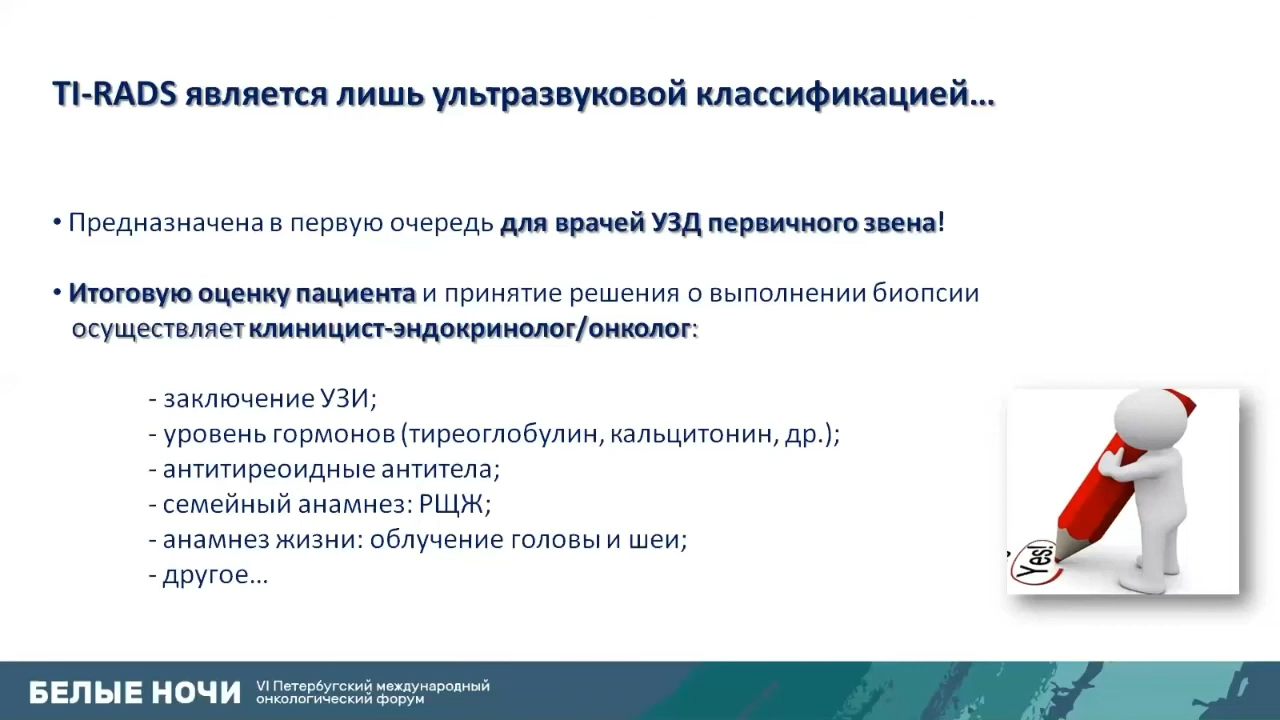 TI-RADS является лишь ультразвуковой классификацией...
• Предназначена в первую очередь для врачей УЗД первичного звена!
• Итоговую оценку пациента и принятие решения о выполнении биопсии
осуществляет клиницист-эндокринолог/онколог:
- заключение УЗИ;
- уровень гормонов (тиреоглобулин, кальцитонин, др.);
- антитиреоидные антитела;
- семейный анамнез: РЩЖ;
- анамнез жизни: облучение головы и шеи;
- другое...
Yes!
БЕЛЫЕ НОЧИ
VI Петербургский международный
онкологический форум